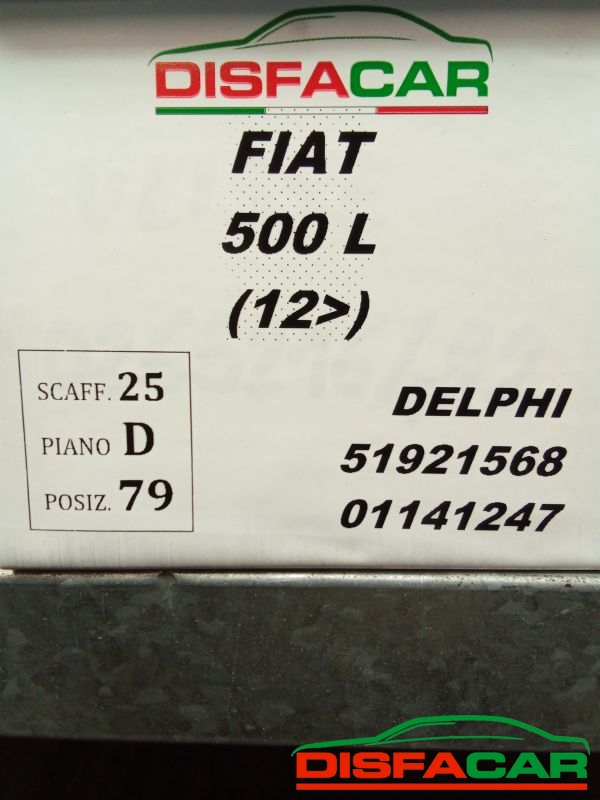 DISFACAR
FIAT
500 L
(12>)
SCAFF. 25
PIANO D
POSIZ. 79
DELPHI
51921568
01141247
DISFACAR